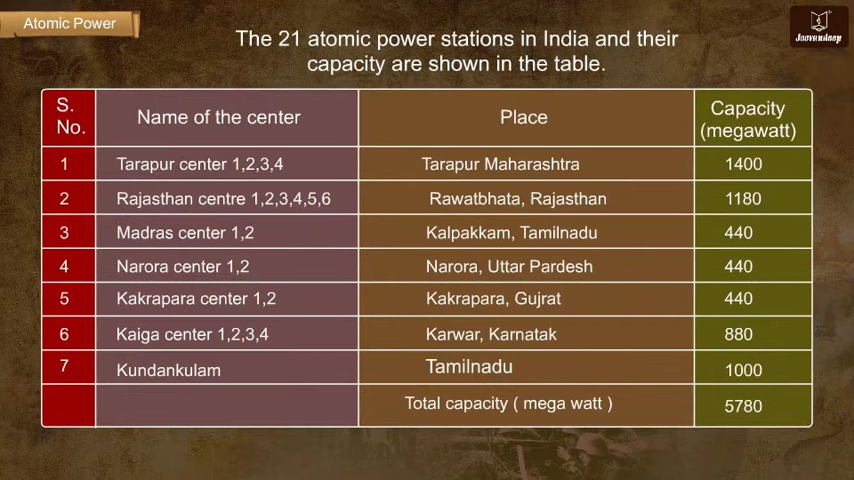 Atomic Power
Jeevandeep
The 21 atomic power stations in India and their
capacity are shown in the table.
S. No. Name of the center Place Capacity (megawatt)
1 Tarapur center 1,2,3,4 Tarapur Maharashtra 1400
2 Rajasthan centre 1,2,3,4,5,6 Rawatbhata, Rajasthan 1180
3 Madras center 1,2 Kalpakkam, Tamilnadu 440
4 Narora center 1,2 Narora, Uttar Pardesh 440
5 Kakrapara center 1,2 Kakrapara, Gujrat 440
6 Kaiga center 1,2,3,4 Karwar, Karnatak 880
7 Kundankulam Tamilnadu 1000
Total capacity ( mega watt ) 5780